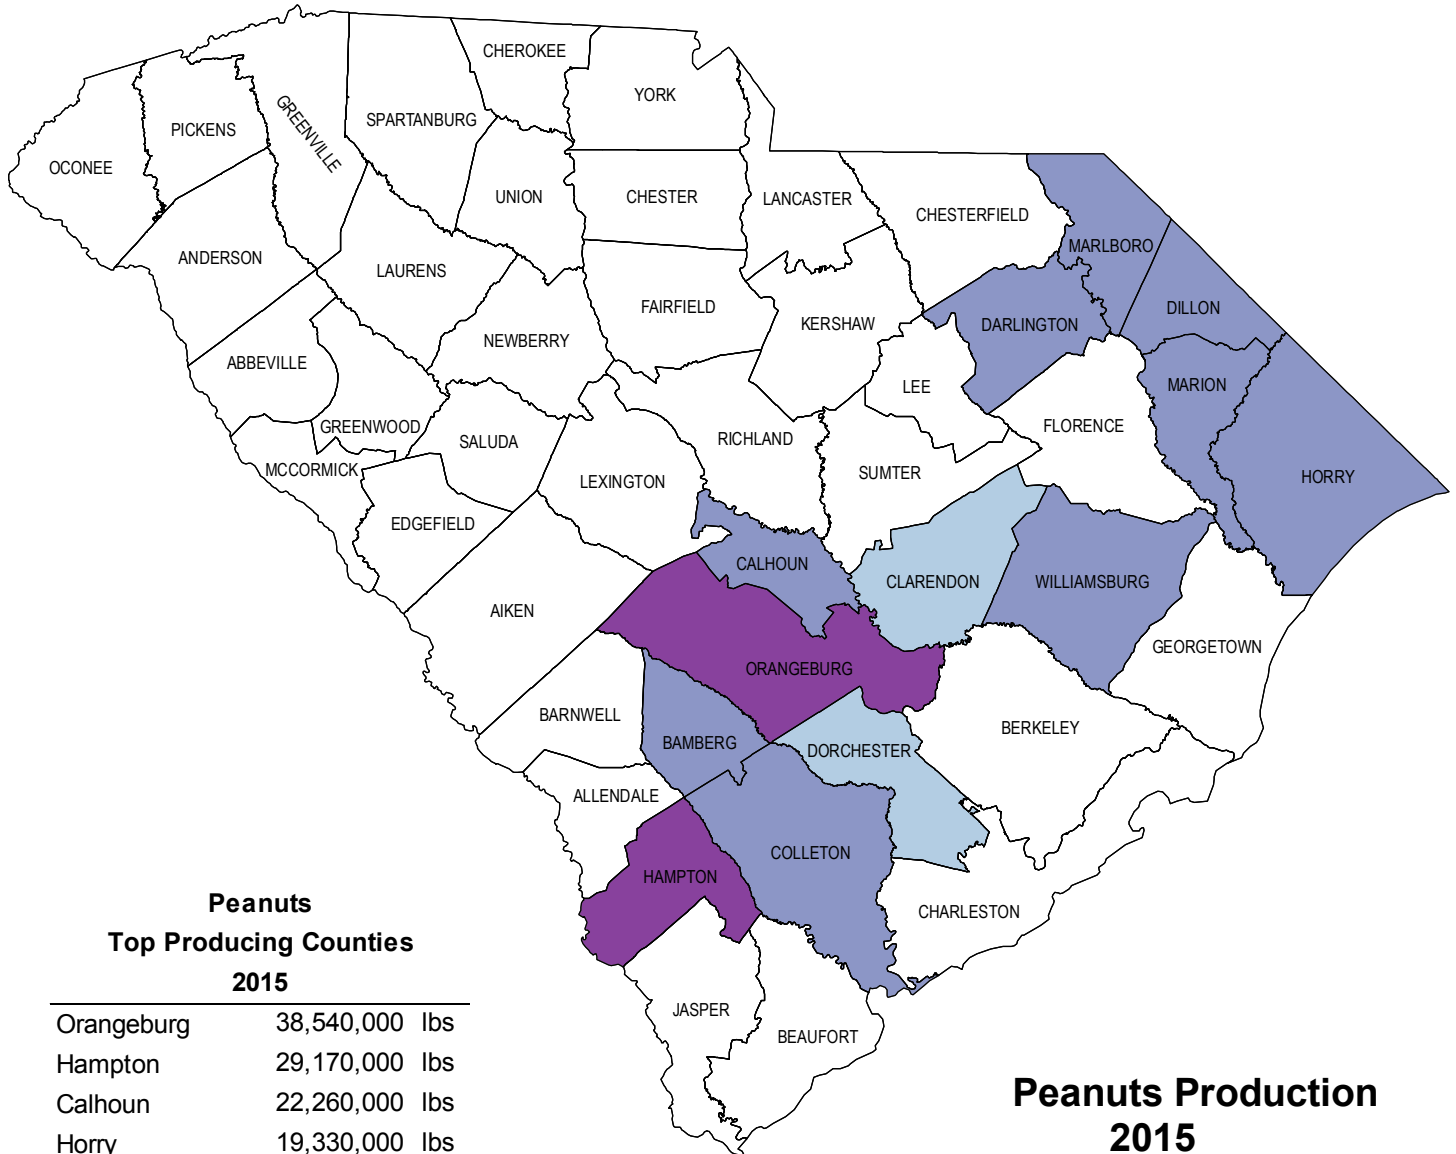 CHEROKEE
YORK
GREENVILLE
SPARTANBURG
PICKENS
OCONEE
UNION
CHESTER
LANCASTER
CHESTERFIELD
MARLBORO
ANDERSON
LAURENS
FAIRFIELD
DILLON
KERSHAW
DARLINGTON
NEWBERRY
ABBEVILLE
LEE
MARION
GREENWOOD
SALUDA
RICHLAND
FLORENCE
MCCORMICK
LEXINGTON
SUMTER
HORRY
EDGEFIELD
CALHOUN
CLARENDON
WILLIAMSBURG
AIKEN
GEORGETOWN
ORANGEBURG
BARNWELL
BERKELEY
BAMBERG
DORCHESTER
ALLENDALE
COLLETON
HAMPTON
CHARLESTON
JASPER
BEAUFORT
Peanuts
Top Producing Counties
2015
Orangeburg 38,540,000 lbs
Hampton 29,170,000 lbs
Calhoun 22,260,000 lbs
Horry 19,330,000 lbs
Peanuts Production
2015